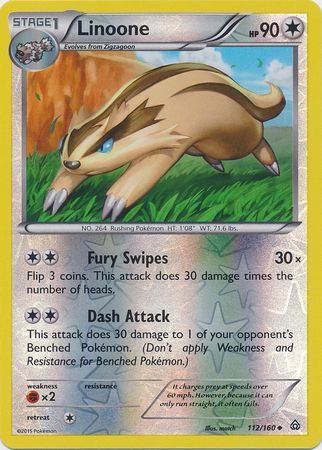 STAGE1
Linoone
HP 90
Evolves from Zigzagoon
NO. 264 Rushing Pokémon HT: 1'08" WT: 71.6 lbs.
Fury Swipes 30×
Flip 3 coins. This attack does 30 damage times the
number of heads.
Dash Attack
This attack does 30 damage to 1 of your opponent's
Benched Pokémon. (Don't apply Weakness and
Resistance for Benched Pokémon.)
weakness
×2
resistance
retreat
It charges prey at speeds over
60 mph. However, because it can
only run straight, it often fails.
Illus. match
112/160
©2015 Pokémon